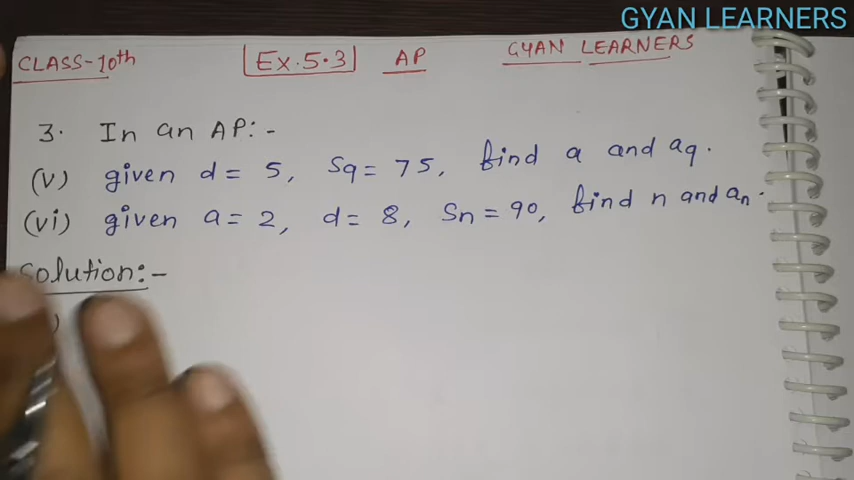 GYAN LEARNERS
CLASS-10th Ex.5.3 AP GYAN LEARNERS
3. In an AP:-
(v) given d = 5, S9 = 75, find a and a9.
(vi) given a = 2, d = 8, Sn = 90, find n and an.
Solution:-